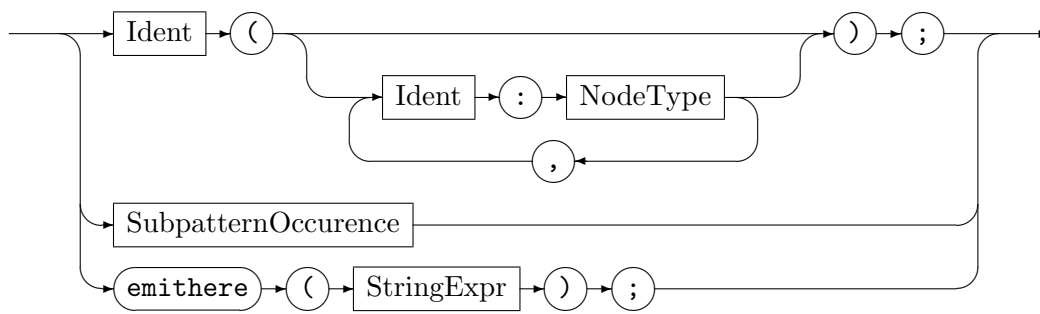 Ident ( ) ;
Ident : NodeType
,
SubpatternOccurence
emithere ( StringExpr ) ;